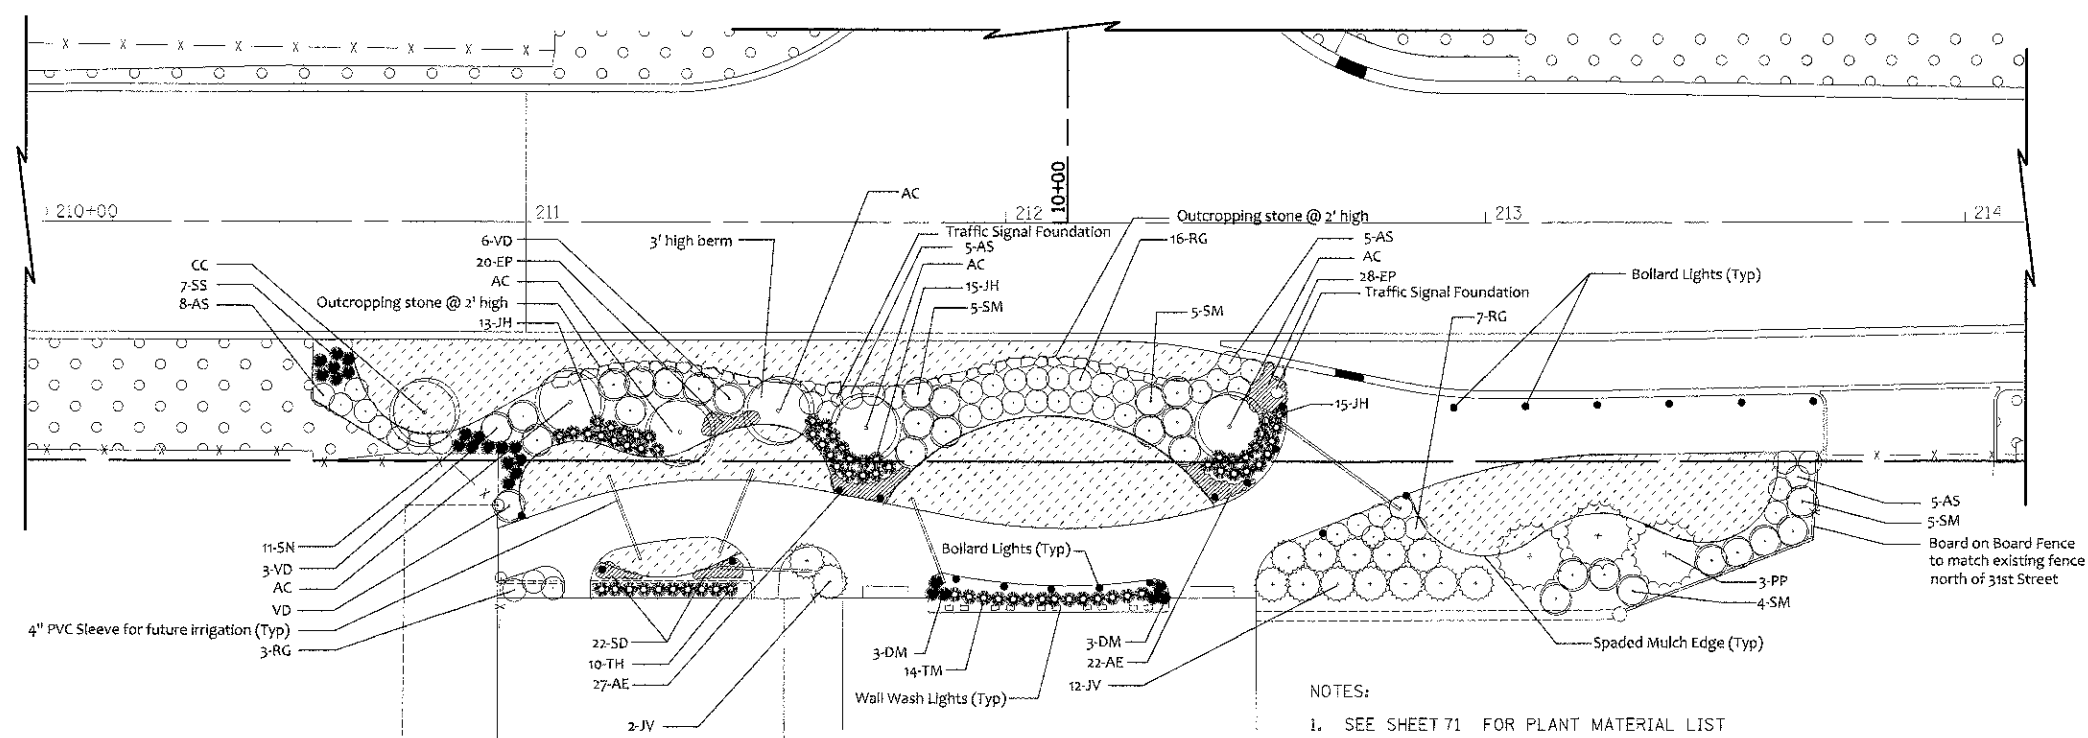 210+00
211
212
10+00
213
214
AC
6-VD
20-EP
AC
Outcropping stone @ 2' high
13-JH
3' high berm
Traffic Signal Foundation
5-AS
AC
15-JH
5-SM
Outcropping stone @ 2' high
16-RG
5-SM
5-AS
AC
28-EP
Traffic Signal Foundation
7-RG
Bollard Lights (Typ)
CC
7-SS
8-AS
15-JH
11-SN
3-VD
AC
VD
4" PVC Sleeve for future irrigation (Typ)
3-RG
22-SD
10-TH
27-AE
2-JV
Bollard Lights (Typ)
3-DM
14-TM
Wall Wash Lights (Typ)
3-DM
22-AE
12-JV
5-AS
5-SM
Board on Board Fence
to match existing fence
north of 31st Street
3-PP
4-SM
Spaded Mulch Edge (Typ)
NOTES:
1. SEE SHEET 71 FOR PLANT MATERIAL LIST